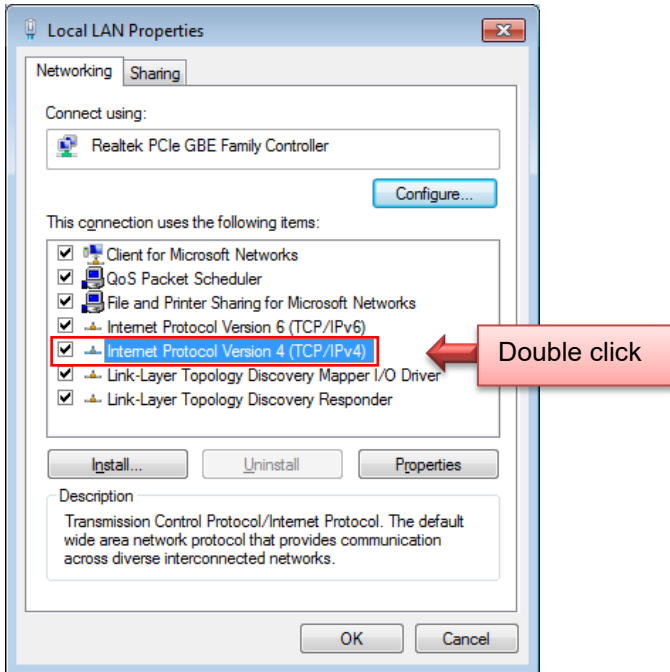 Local LAN Properties
Networking
Sharing
Connect using:
Realtek PCIe GBE Family Controller
Configure...
This connection uses the following items:
Client for Microsoft Networks
QoS Packet Scheduler
File and Printer Sharing for Microsoft Networks
Internet Protocol Version 6 (TCP/IPv6)
Internet Protocol Version 4 (TCP/IPv4)
Double click
Link-Layer Topology Discovery Mapper I/O Driver
Link-Layer Topology Discovery Responder
Install...
Uninstall
Properties
Description
Transmission Control Protocol/Internet Protocol. The default
wide area network protocol that provides communication
across diverse interconnected networks.
OK
Cancel